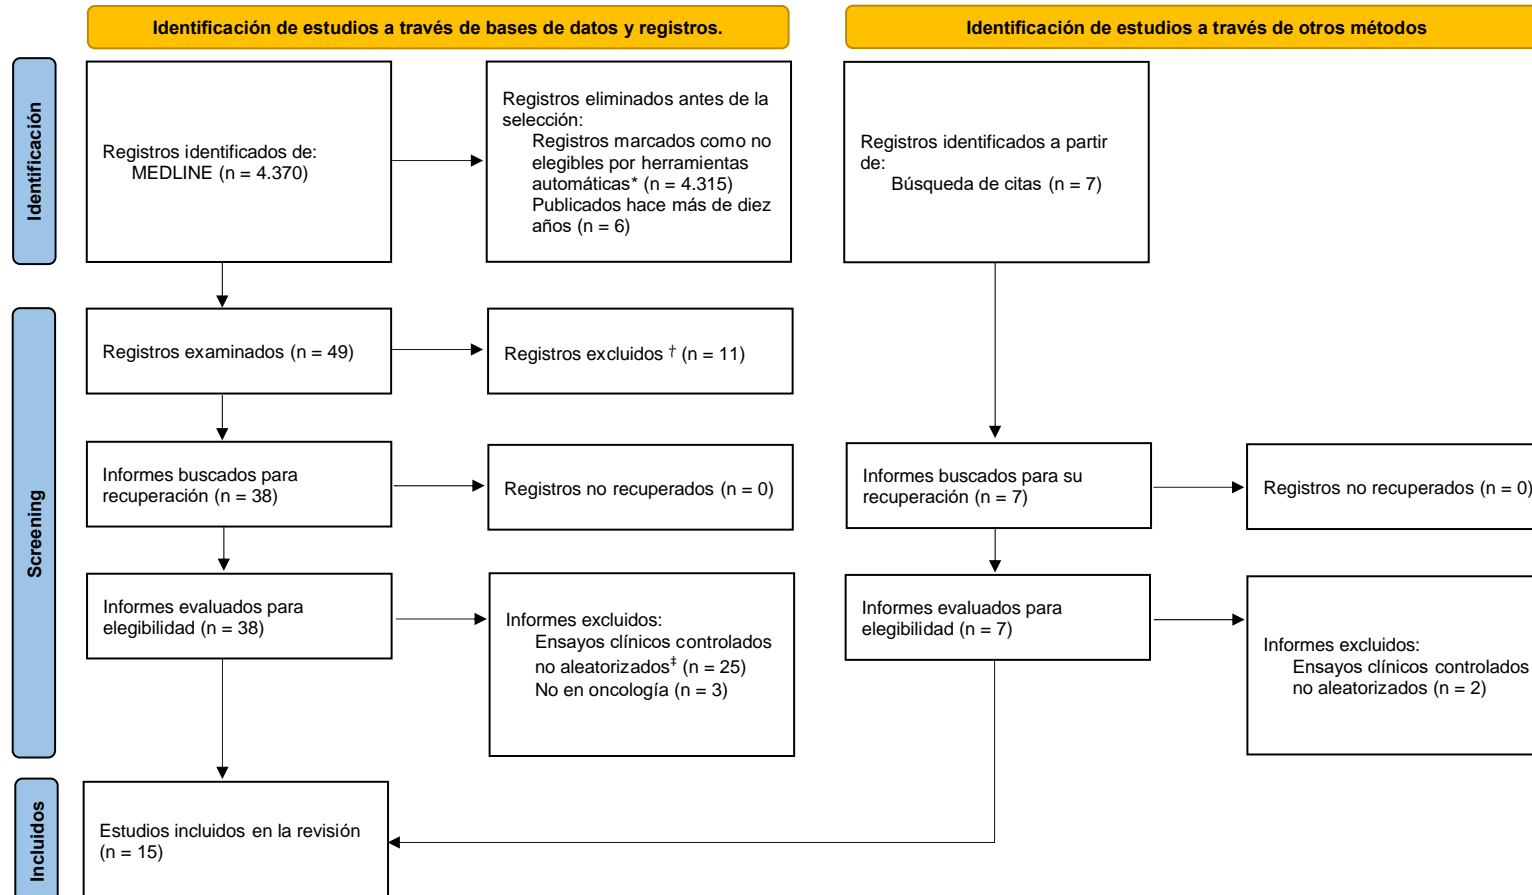 Identificación de estudios a través de bases de datos y registros.
Identificación de estudios a través de otros métodos
Identificación
Registros identificados de:
MEDLINE (n = 4.370)
Registros eliminados antes de la
selección:
Registros marcados como no
elegibles por herramientas
automáticas* (n = 4.315)
Publicados hace más de diez
años (n = 6)
Registros identificados a partir
de:
Búsqueda de citas (n = 7)
Screening
Registros examinados (n = 49)
Registros excluidos † (n = 11)
Informes buscados para
recuperación (n = 38)
Registros no recuperados (n = 0)
Informes buscados para su
recuperación (n = 7)
Registros no recuperados (n = 0)
Informes evaluados para
elegibilidad (n = 38)
Informes excluidos:
Ensayos clínicos controlados
no aleatorizados‡ (n = 25)
No en oncología (n = 3)
Informes evaluados para
elegibilidad (n = 7)
Informes excluidos:
Ensayos clínicos controlados
no aleatorizados (n = 2)
Incluidos
Estudios incluidos en la revisión
(n = 15)